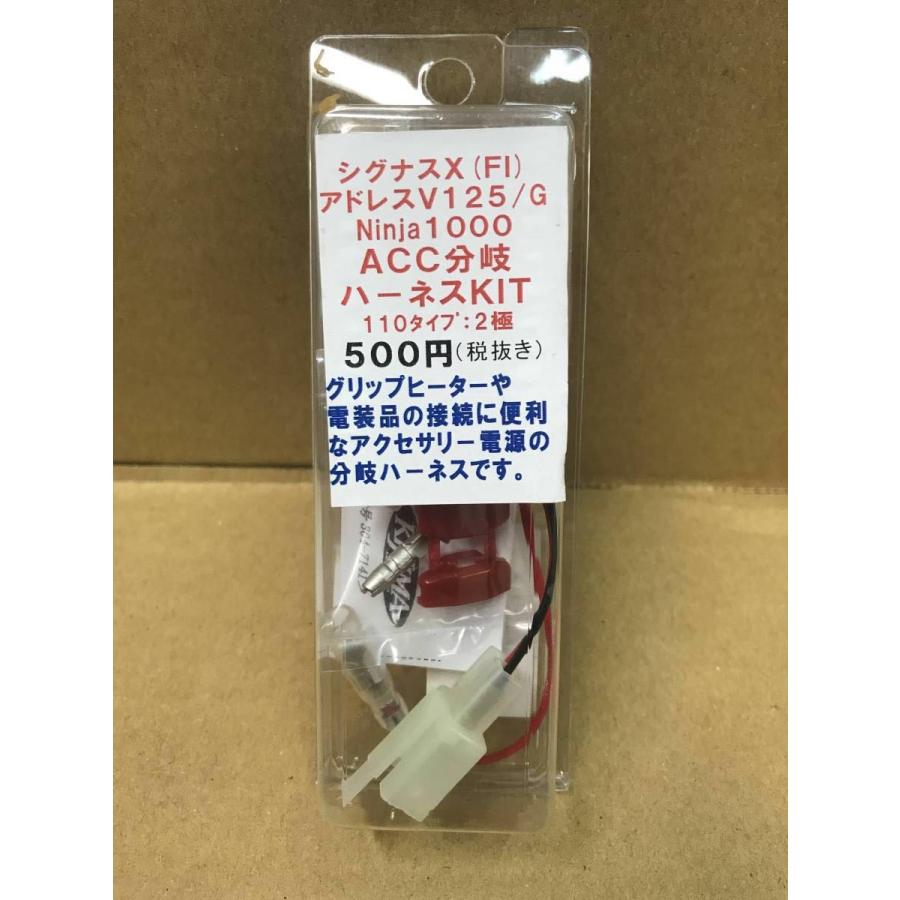 シグナスX(FI)
アドレスV125/G
Ninja1000
ACC分岐
ハーネスKIT
110タイプ:2極
500円(税抜き)
グリップヒーターや
電装品の接続に便利
なアクセサリー電源の
分岐ハーネスです。